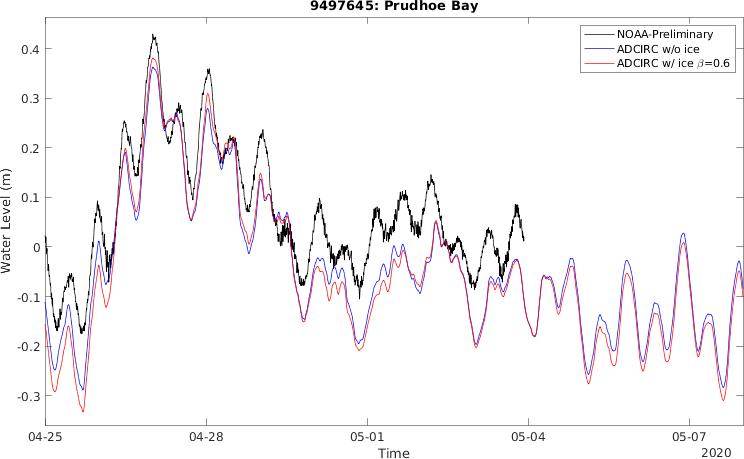 9497645: Prudhoe Bay
NOAA-Preliminary
ADCIRC w/o ice
ADCIRC w/ ice β=0.6
Water Level (m)
0.4
0.3
0.2
0.1
0
-0.1
-0.2
-0.3
04-25 04-28 05-01 05-04 05-07
Time
2020